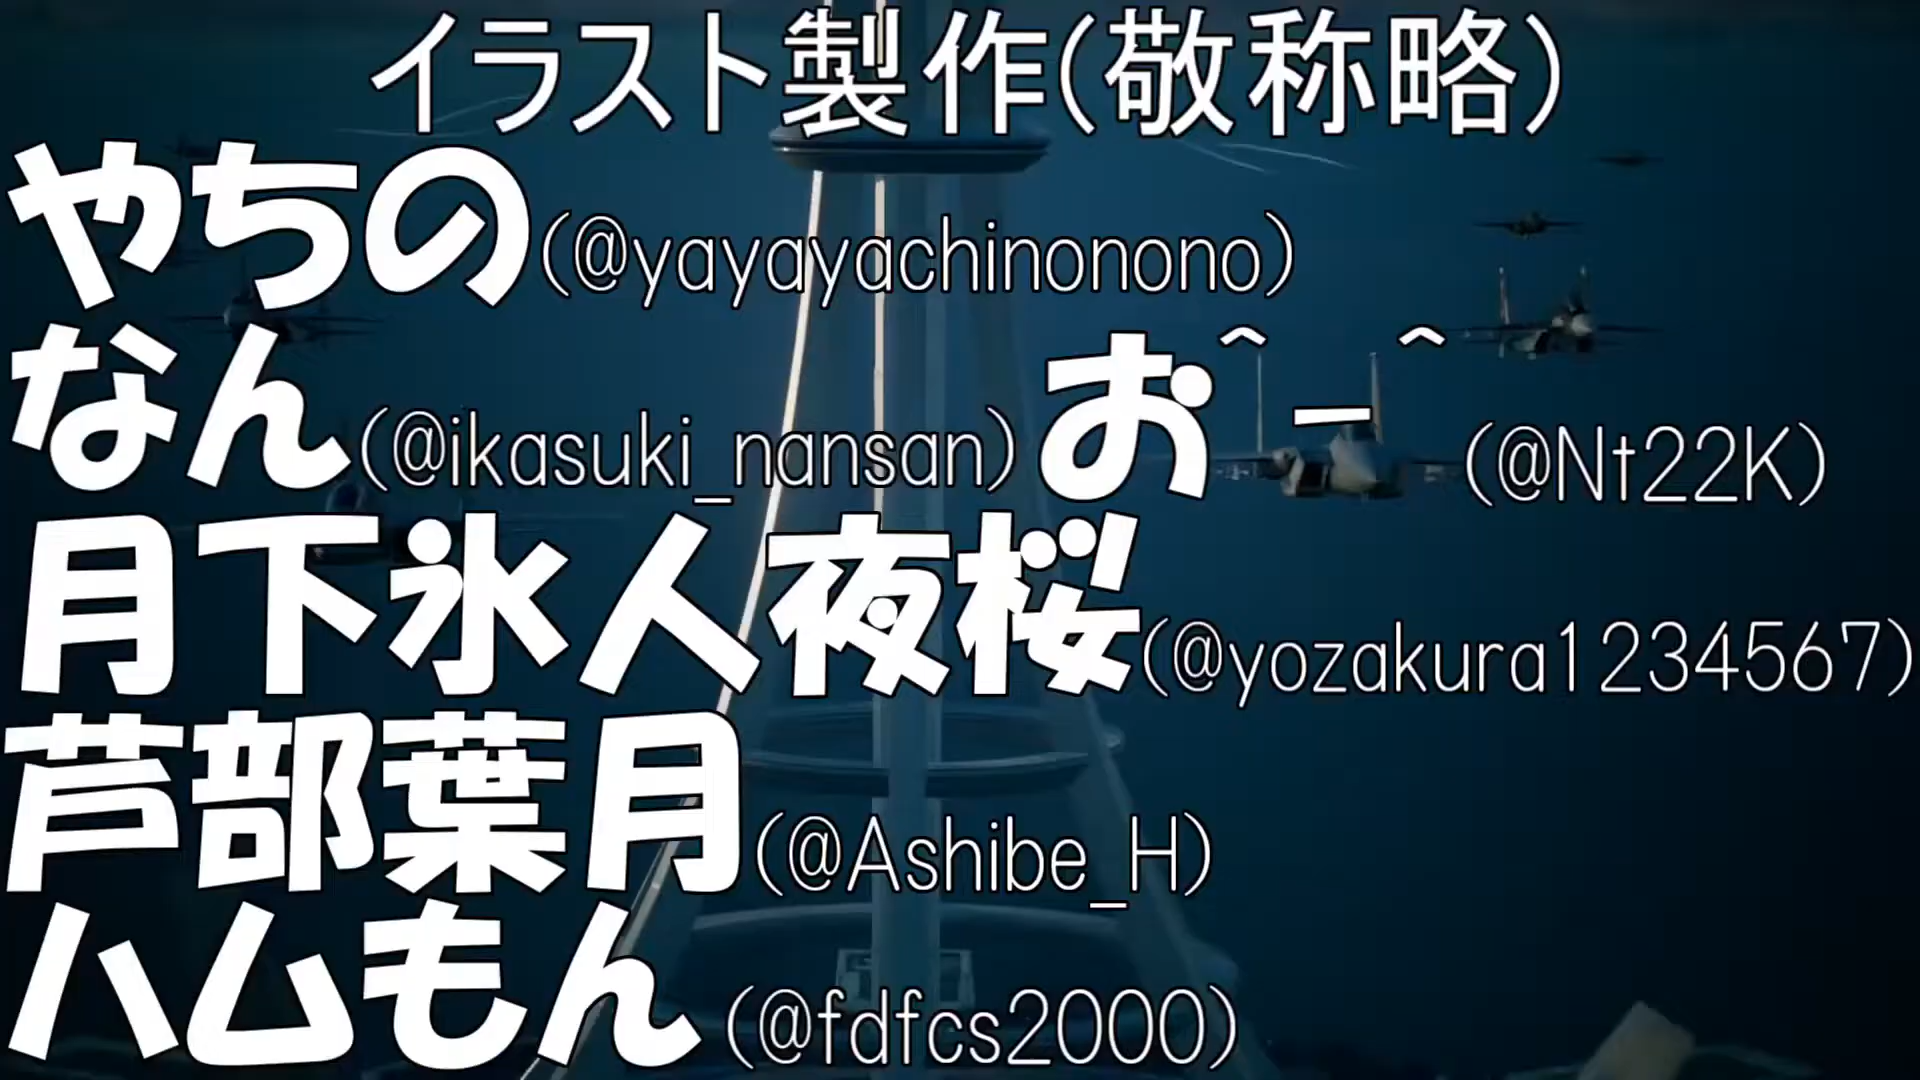 イラスト製作(敬称略)
やちの(@yayayachinonono)
なん(@ikasuki_nansan) お^-^(@Nt22K)
月下氷人夜桜(@yozakura1234567)
芦部葉月(@Ashibe_H)
ハムもん(@fdfcs2000)